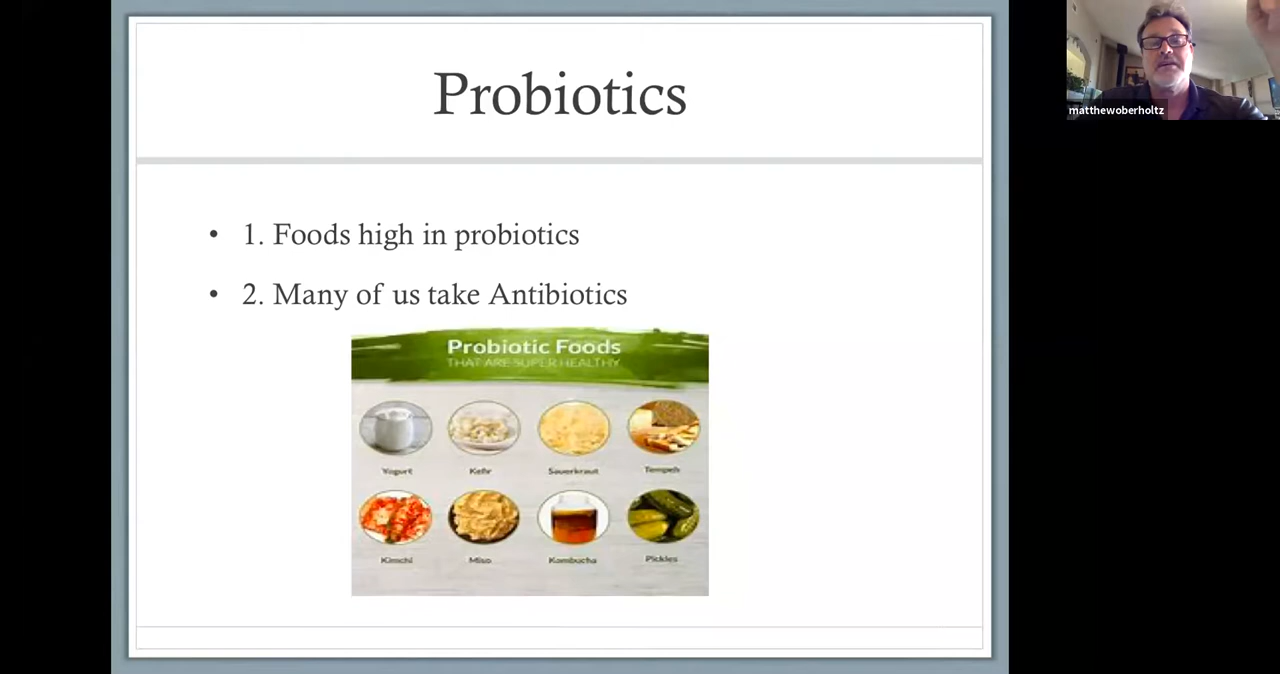 Probiotics
• 1. Foods high in probiotics
• 2. Many of us take Antibiotics
Probiotic Foods
THAT ARE SUPER HEALTHY
Yogurt Kefir Sauerkraut Tempeh
Kimchi Miso Kombucha Pickles
matthewoberholtz